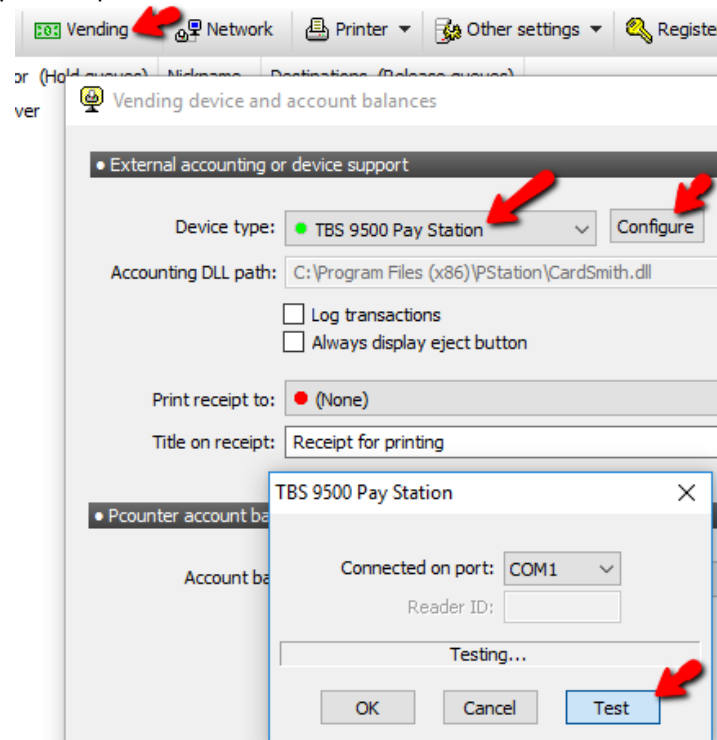 Vending Network Printer Other settings Registe
or (Hold queues) Nickname Destinations (Release queues)
ver
Vending device and account balances
• External accounting or device support
Device type: TBS 9500 Pay Station Configure
Accounting DLL path: C:\Program Files (x86)\PStation\CardSmith.dll
Log transactions
Always display eject button
Print receipt to: (None)
Title on receipt: Receipt for printing
TBS 9500 Pay Station
• Pcounter account ba
Connected on port: COM1
Account ba
Reader ID:
Testing...
OK Cancel Test